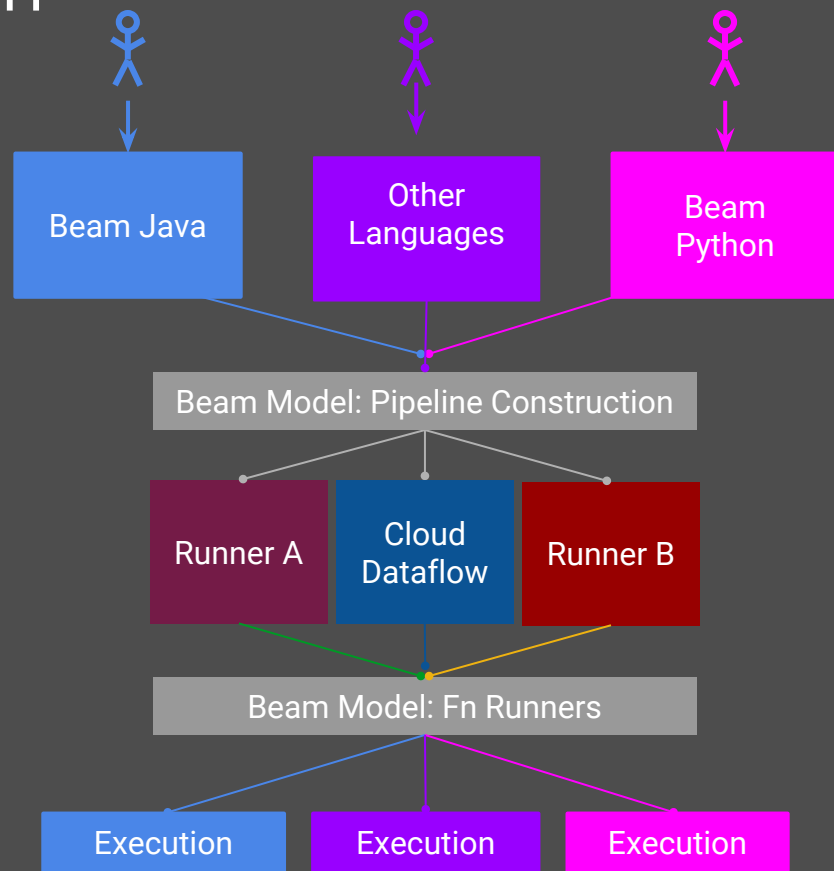 Beam Java
Other
Languages
Beam
Python
Beam Model: Pipeline Construction
Runner A
Cloud
Dataflow
Runner B
Beam Model: Fn Runners
Execution
Execution
Execution